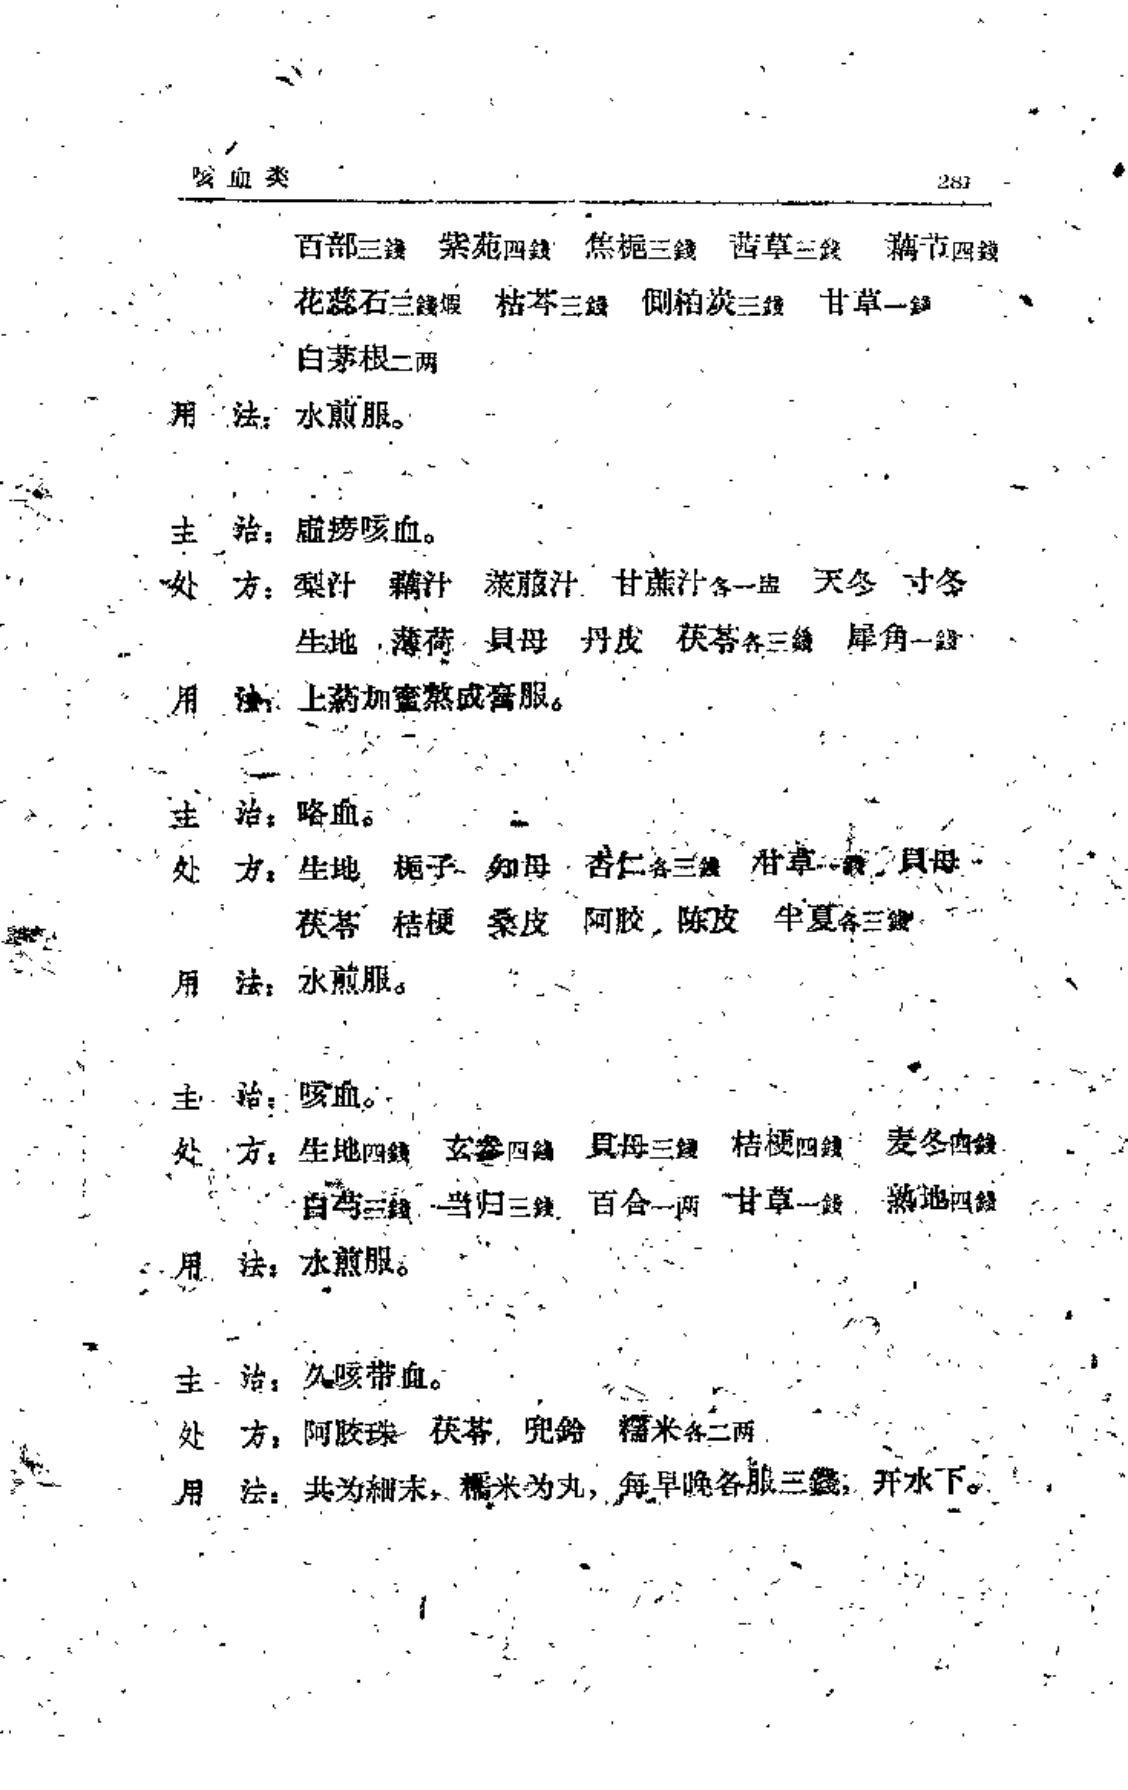 咳血类 281
百部三錢 紫苑四錢 焦梔三錢 茜草三錢 藕节四錢
花蕊石三錢煅 枯芩三錢 側柏炭三錢 甘草一錢
白茅根二两
用 法：水煎服。
主 治：虛痨咳血。
处 方：梨汁 藕汁 萊菔汁 甘蔗汁各一盅 天冬 寸冬
生地 薄荷 貝母 丹皮 茯苓各三錢 犀角一錢
用 法：上葯加蜜熬成膏服。
主 治：咯血。
处 方：生地 梔子 知母 杏仁各三錢 甘草一錢 貝母
茯苓 桔梗 桑皮 阿胶 陈皮 半夏各三錢
用 法：水煎服。
主 治：咳血。
处 方：生地四錢 玄参四錢 貝母三錢 桔梗四錢 麦冬四錢
白芍三錢 当归三錢 百合一两 甘草一錢 熟地四錢
用 法：水煎服。
主 治：久咳带血。
处 方：阿胶珠 茯苓 兜鈴 糯米各二两
用 法：共为細末，糯米为丸，每早晚各服三錢，开水下。